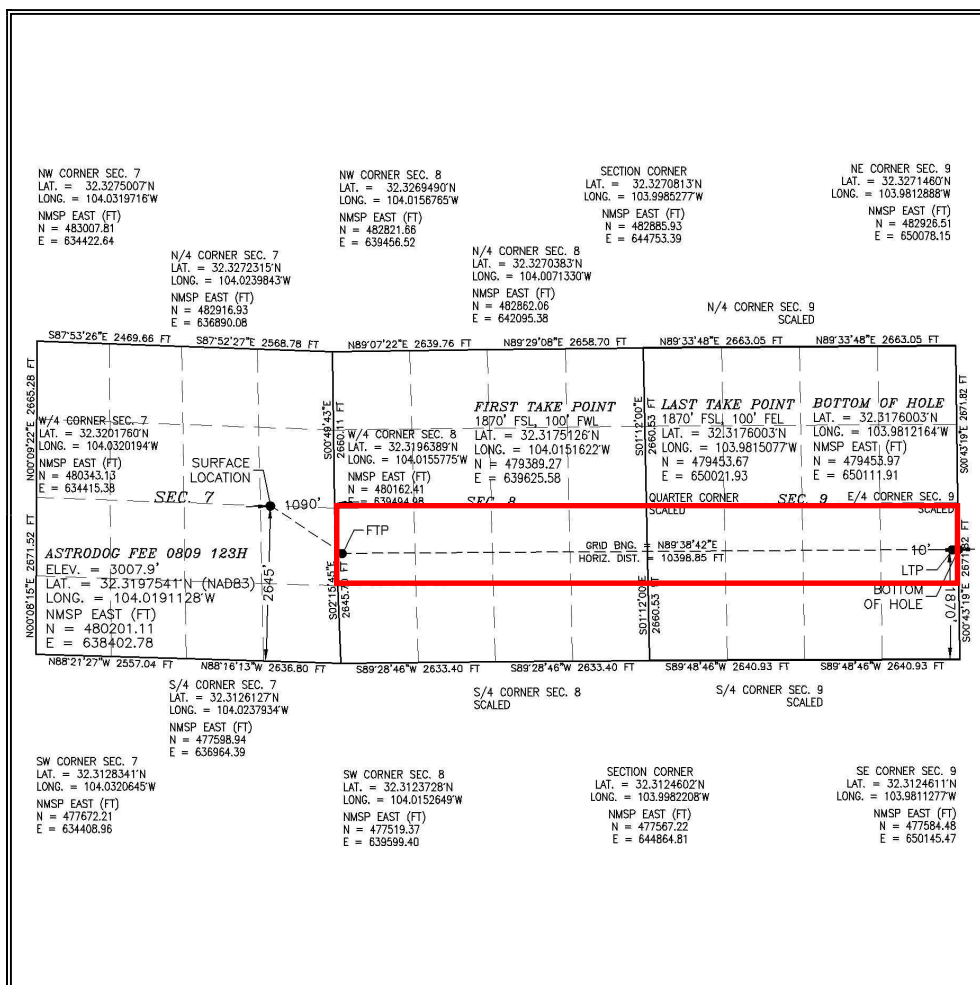 NW CORNER SEC. 7
LAT. = 32.3275007'N
LONG. = 104.0319716'W
NMSP EAST (FT)
N = 483007.81
E = 634422.64
NW CORNER SEC. 8
LAT. = 32.3269490'N
LONG. = 104.0156765'W
NMSP EAST (FT)
N = 482821.66
E = 639456.52
SECTION CORNER
LAT. = 32.3270813'N
LONG. = 103.9985277'W
NMSP EAST (FT)
N = 482885.93
E = 644753.39
NE CORNER SEC. 9
LAT. = 32.3271460'N
LONG. = 103.9812888'W
NMSP EAST (FT)
N = 482926.51
E = 650078.15
N/4 CORNER SEC. 7
LAT. = 32.3272315'N
LONG. = 104.0239843'W
NMSP EAST (FT)
N = 482916.93
E = 636890.08
N/4 CORNER SEC. 8
LAT. = 32.3270383'N
LONG. = 104.0071330'W
NMSP EAST (FT)
N = 482862.06
E = 642095.38
N/4 CORNER SEC. 9
SCALED
S87'53'26"E 2469.66 FT
S87'52'27"E 2568.78 FT
N89'07'22"E 2639.76 FT
N89'29'08"E 2658.70 FT
N89'33'48"E 2663.05 FT
N89'33'48"E 2663.05 FT
N00'09'22"E 2665.28 FT
S00'49'43"E
2660.11 FT
S01'12'00"E
2660.53 FT
S00'43'19"E 2671.82 FT
W/4 CORNER SEC. 7
LAT. = 32.3201760'N
LONG. = 104.0320194'W
NMSP EAST (FT)
N = 480343.13
E = 634415.38
SURFACE
LOCATION
W/4 CORNER SEC. 8
LAT. = 32.3196389'N
LONG. = 104.0155775'W
NMSP EAST (FT)
N = 480162.41
E = 639494.98
FIRST TAKE POINT
1870' FSL, 100' FWL
LAT. = 32.3175126'N
LONG. = 104.0151622'W
NMSP EAST (FT)
N = 479389.27
E = 639625.58
LAST TAKE POINT
1870' FSL, 100' FEL
LAT. = 32.3176003'N
LONG. = 103.9815077'W
NMSP EAST (FT)
N = 479453.67
E = 650021.93
BOTTOM OF HOLE
LAT. = 32.3176003'N
LONG. = 103.9812164'W
NMSP EAST (FT)
N = 479453.97
E = 650111.91
SEC. 7
1090'
SEC. 8
QUARTER CORNER
SCALED
SEC. 9
E/4 CORNER SEC. 9
SCALED
FTP
GRID BNG. = N89'38'42"E
HORIZ. DIST. = 10398.85 FT
10'
LTP
BOTTOM
OF HOLE
1870'
ASTRODOG FEE 0809 123H
ELEV. = 3007.9'
LAT. = 32.3197541'N (NAD83)
LONG. = 104.0191128'W
NMSP EAST (FT)
N = 480201.11
E = 638402.78
2645'
N00'08'15"E 2671.52 FT
S02'15'45"E
S01'12'00"E
2660.53 FT
S00'43'19"E
N88'21'27"W 2557.04 FT
N88'16'13"W 2636.80 FT
S89'28'46"W 2633.40 FT
S89'28'46"W 2633.40 FT
S89'48'46"W 2640.93 FT
S89'48'46"W 2640.93 FT
S/4 CORNER SEC. 7
LAT. = 32.3126127'N
LONG. = 104.0237934'W
NMSP EAST (FT)
N = 477598.94
E = 636964.39
S/4 CORNER SEC. 8
SCALED
S/4 CORNER SEC. 9
SCALED
SW CORNER SEC. 7
LAT. = 32.3128341'N
LONG. = 104.0320645'W
NMSP EAST (FT)
N = 477672.21
E = 634408.96
SW CORNER SEC. 8
LAT. = 32.3123728'N
LONG. = 104.0152649'W
NMSP EAST (FT)
N = 477519.37
E = 639599.40
SECTION CORNER
LAT. = 32.3124602'N
LONG. = 103.9982208'W
NMSP EAST (FT)
N = 477567.22
E = 644864.81
SE CORNER SEC. 9
LAT. = 32.3124611'N
LONG. = 103.9811277'W
NMSP EAST (FT)
N = 477584.48
E = 650145.47